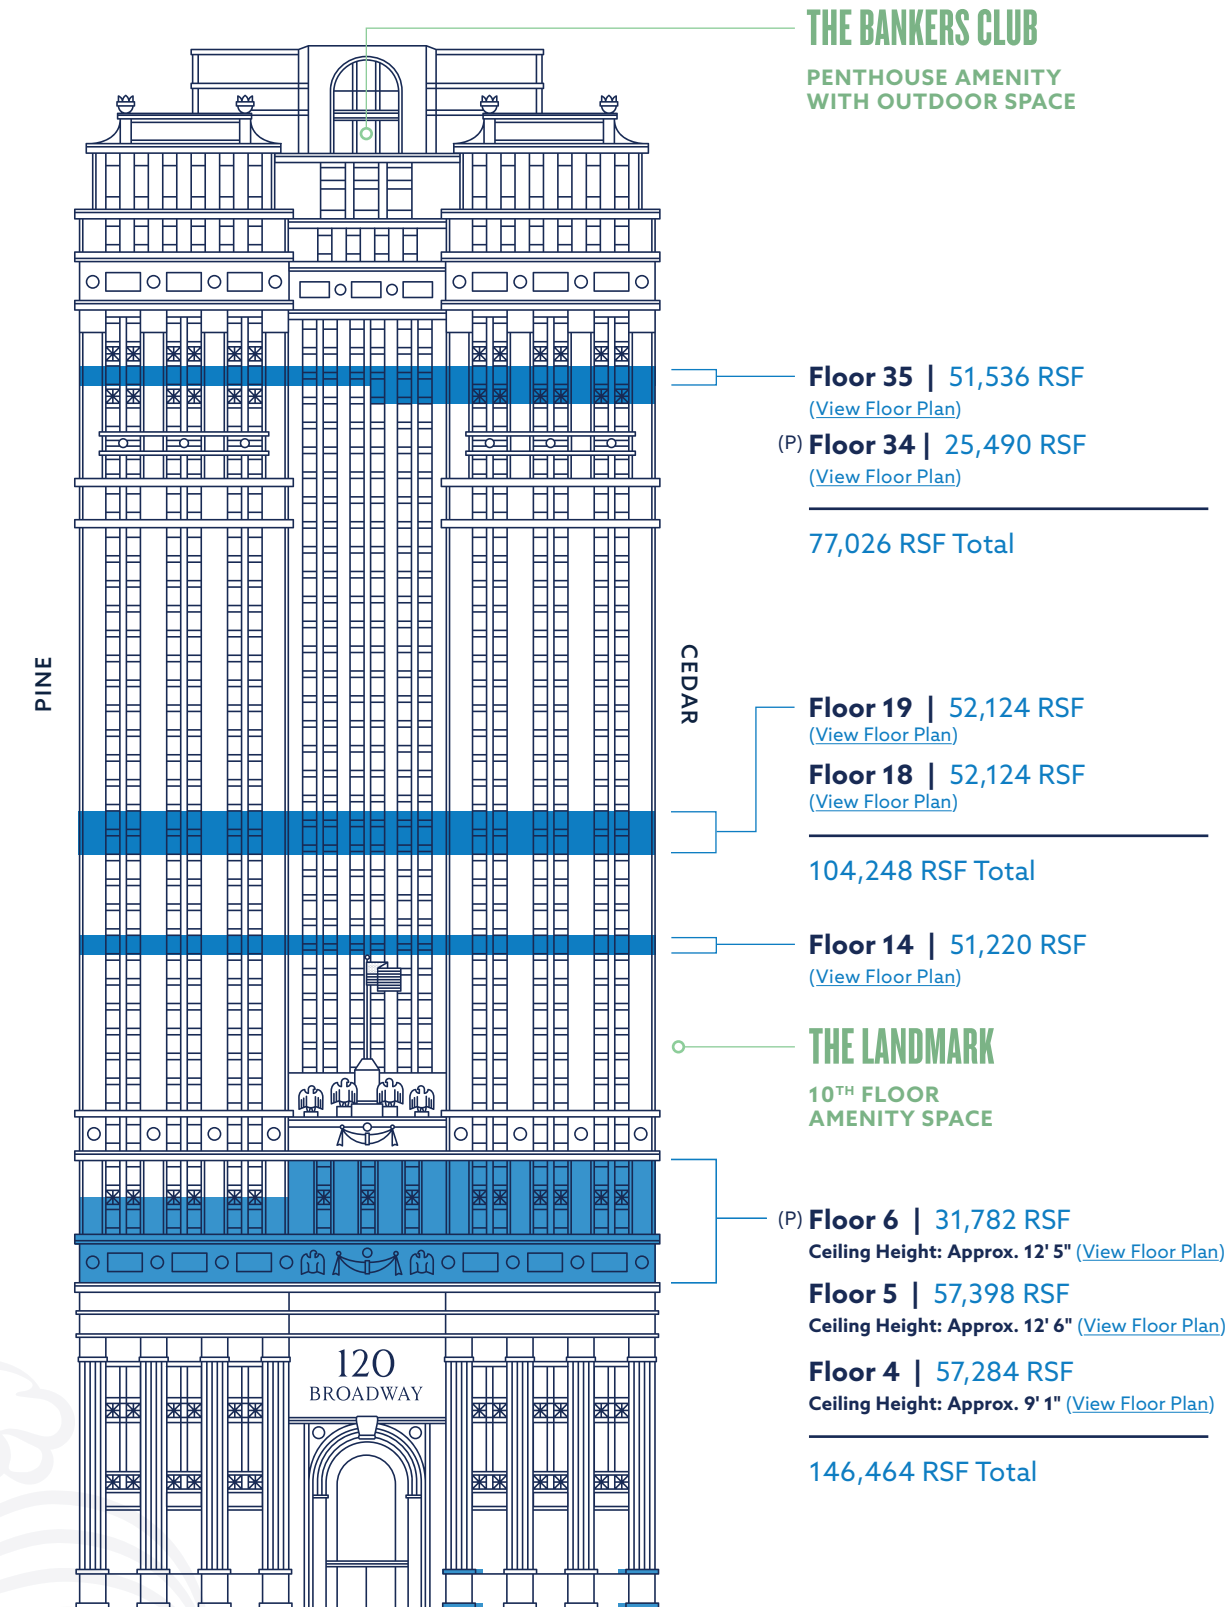 THE BANKERS CLUB
PENTHOUSE AMENITY
WITH OUTDOOR SPACE
Floor 35 | 51,536 RSF
(View Floor Plan)
(P) Floor 34 | 25,490 RSF
(View Floor Plan)
77,026 RSF Total
PINE
CEDAR
Floor 19 | 52,124 RSF
(View Floor Plan)
Floor 18 | 52,124 RSF
(View Floor Plan)
104,248 RSF Total
Floor 14 | 51,220 RSF
(View Floor Plan)
THE LANDMARK
10TH FLOOR
AMENITY SPACE
(P) Floor 6 | 31,782 RSF
Ceiling Height: Approx. 12' 5" (View Floor Plan)
Floor 5 | 57,398 RSF
Ceiling Height: Approx. 12' 6" (View Floor Plan)
Floor 4 | 57,284 RSF
Ceiling Height: Approx. 9' 1" (View Floor Plan)
146,464 RSF Total
120
BROADWAY